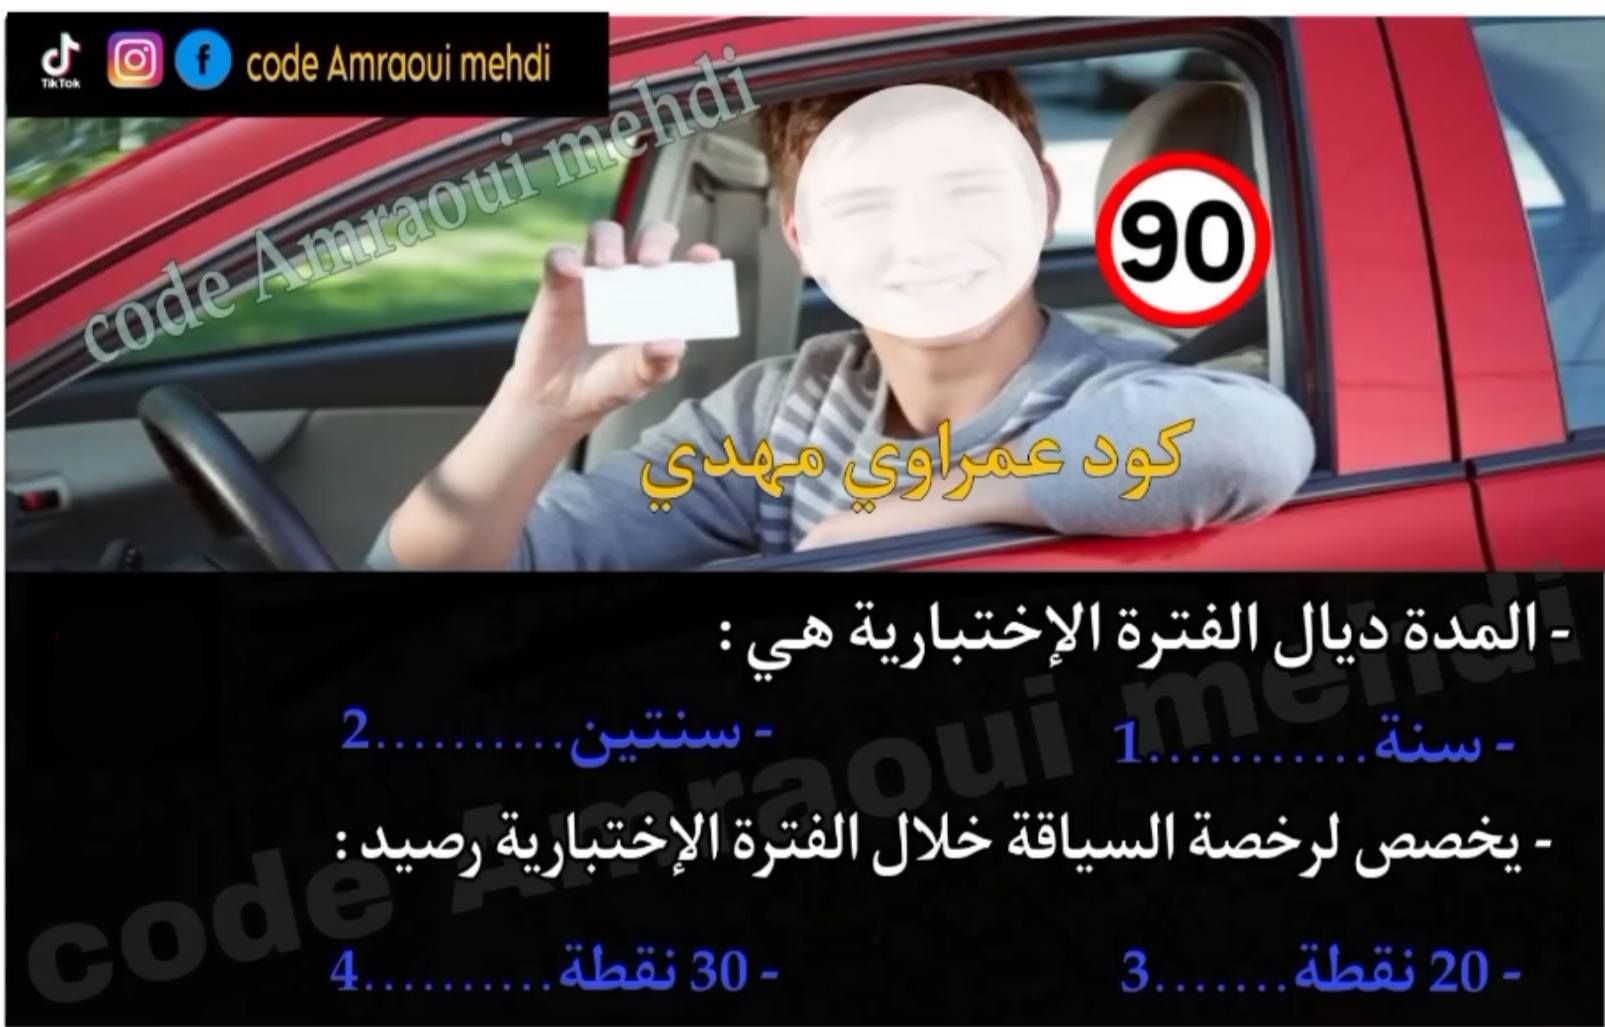 TikTok f code Amraoui mehdi
code Amraoui mehdi
90
كود عمراوي مهدي
- المدة ديال الفترة الإختبارية هي :
- سنة...........1 - سنتين..........2
- يخصص لرخصة السياقة خلال الفترة الإختبارية رصيد :
- 20 نقطة.......3 - 30 نقطة..........4
code Amraoui mehdi